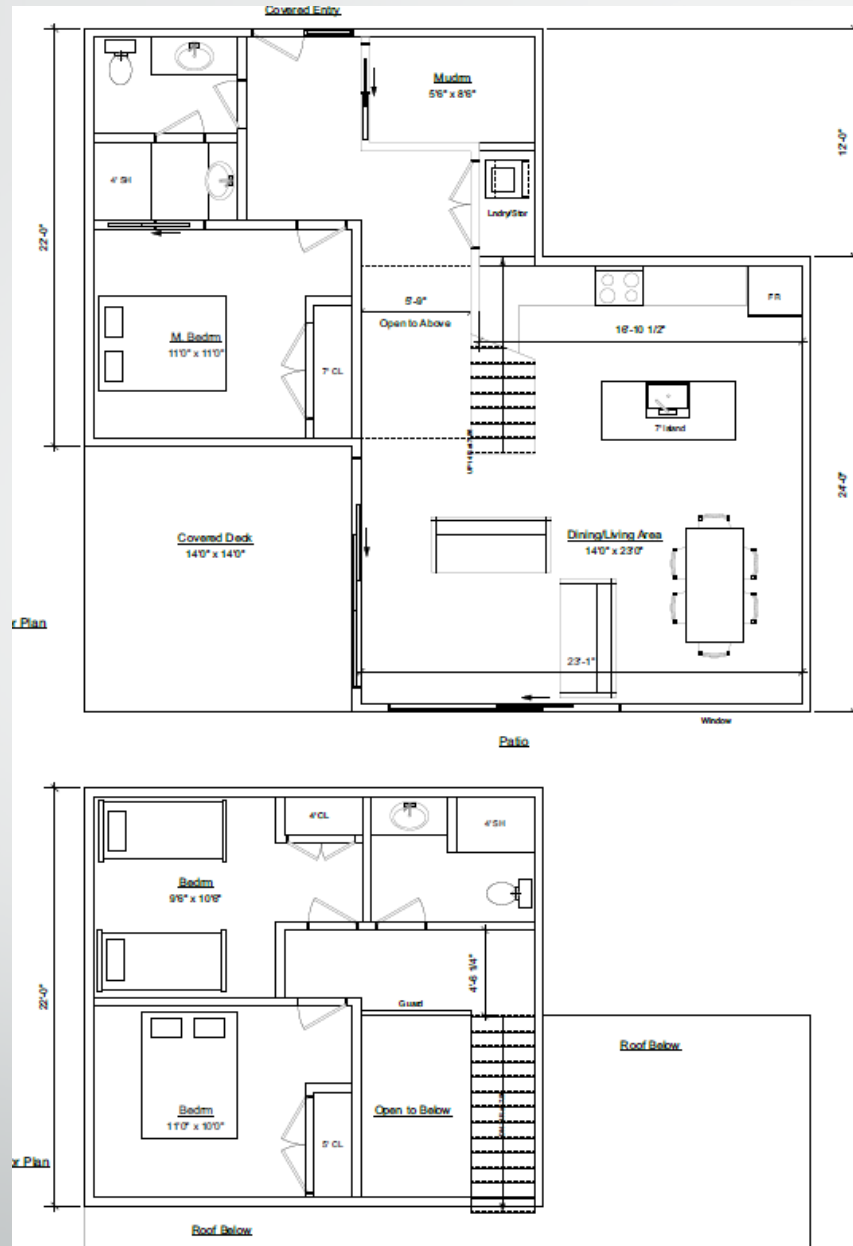 Covered Entry
Mudrm
5'6" x 8'6"
12'-0"
4' SH
Lndry/Stor
22'-0"
5'-9"
Open to Above
16'-10 1/2"
FR
M. Bedrm
11'0" x 11'0"
7' CL
7' Island
24'-0"
Covered Deck
14'0" x 14'0"
Dining/Living Area
14'0" x 23'0"
r Plan
23'-1"
Window
Patio
4' CL
4' SH
Bedrm
9'6" x 10'6"
22'-0"
4'-6 1/4"
Guard
Roof Below
Bedrm
11'0" x 10'0"
Open to Below
5' CL
or Plan
Roof Below